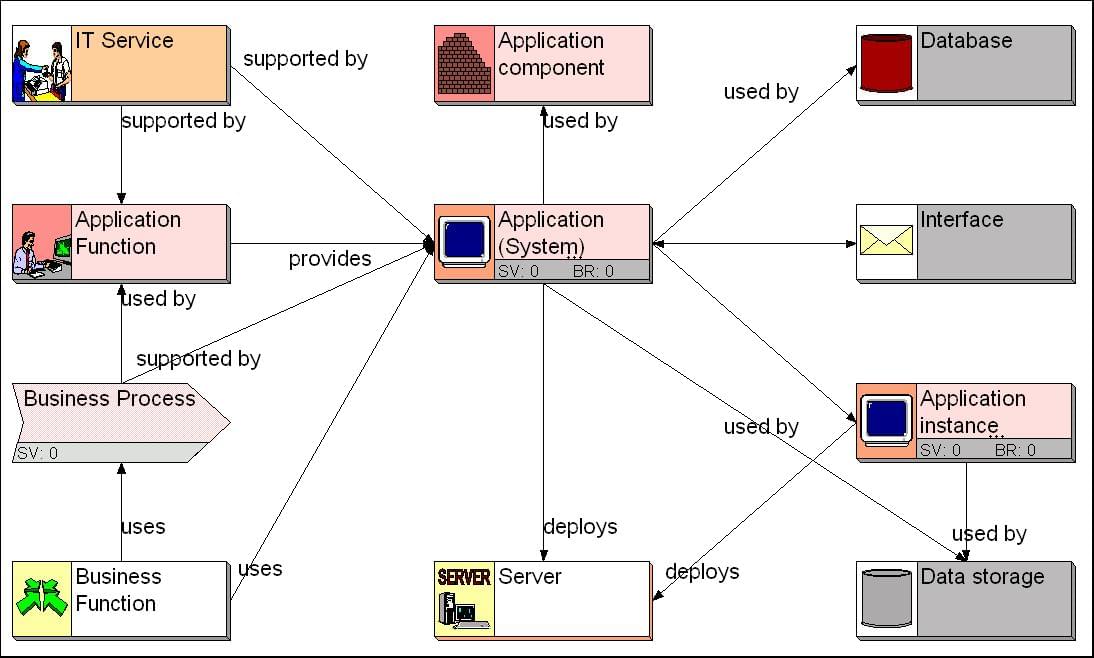 IT Service
supported by
Application
component
Database
used by
supported by
used by
Application
Function
provides
Application
(System)...
SV: 0 BR: 0
Interface
used by
supported by
Business Process
SV: 0
Application
instance...
SV: 0 BR: 0
used by
uses
deploys
used by
Business
Function
uses
SERVER
Server
deploys
Data storage